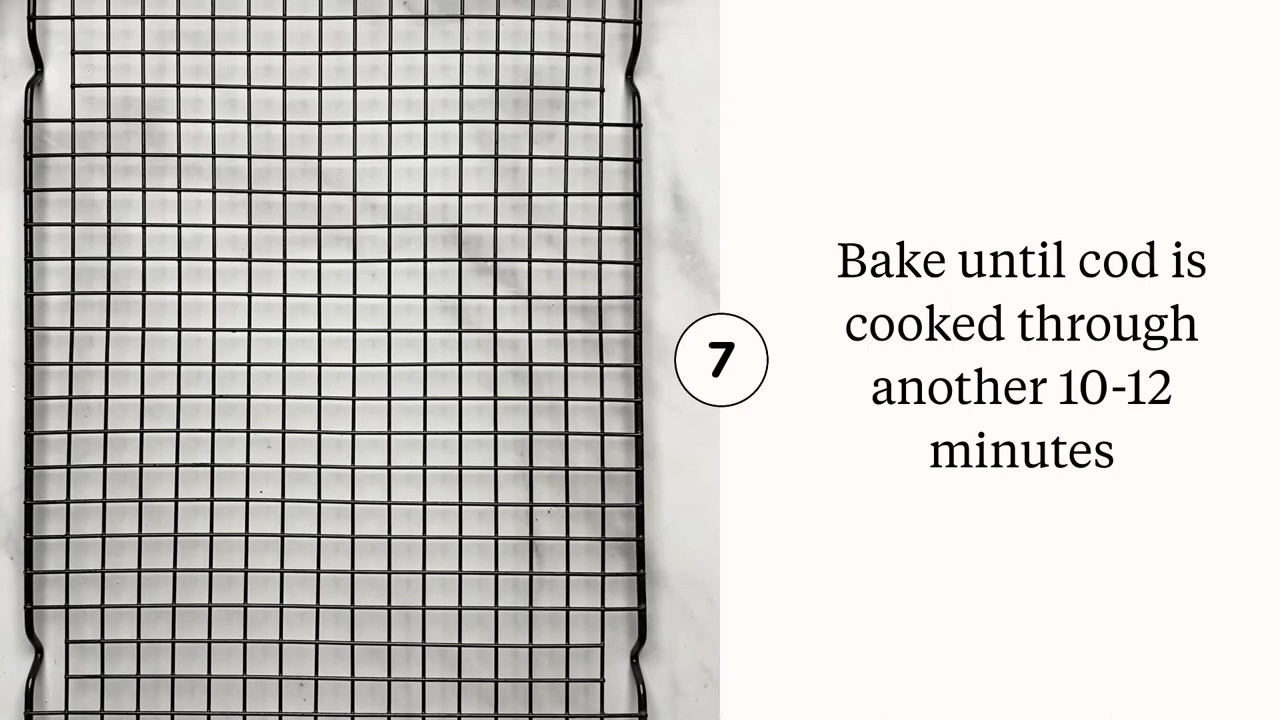 7
Bake until cod is
cooked through
another 10-12
minutes